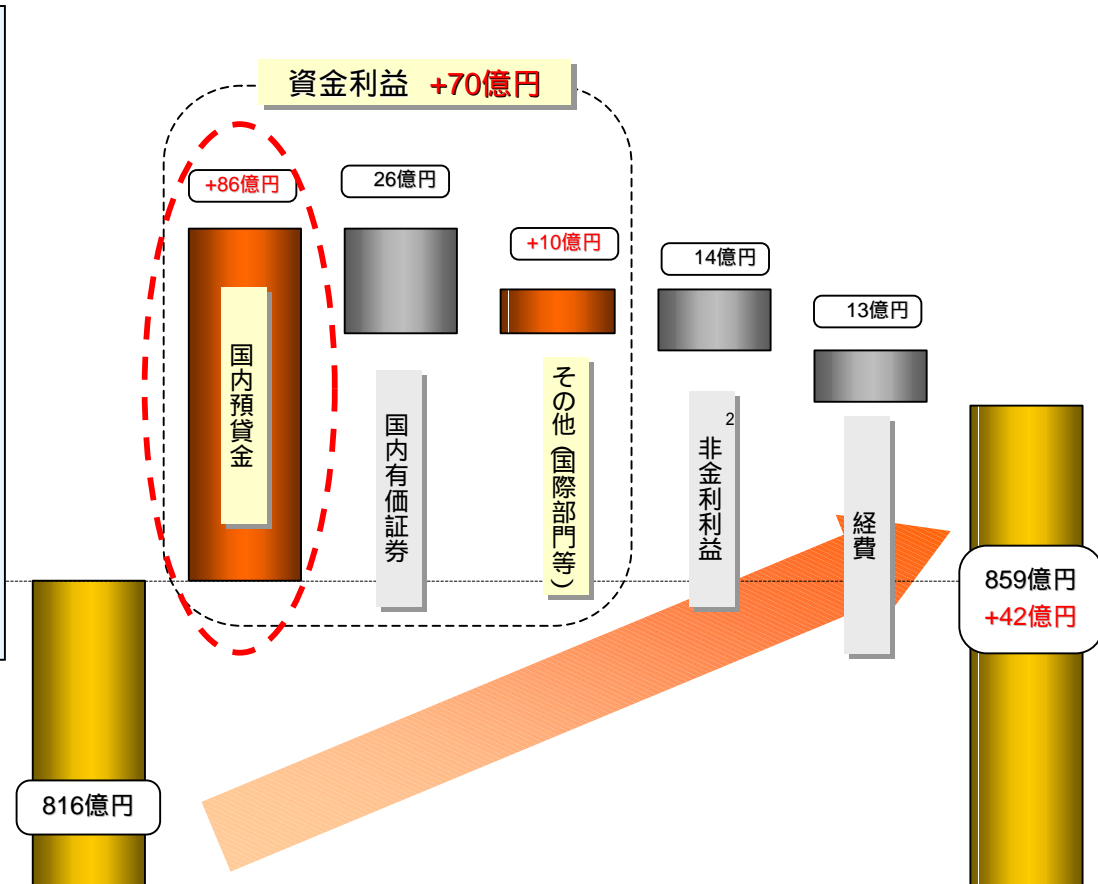 資金利益 +70億円
+86億円
26億円
+10億円
14億円
13億円
国内預貸金
国内有価証券
その他（国際部門等）
非金利利益
2
経費
816億円
859億円
+42億円